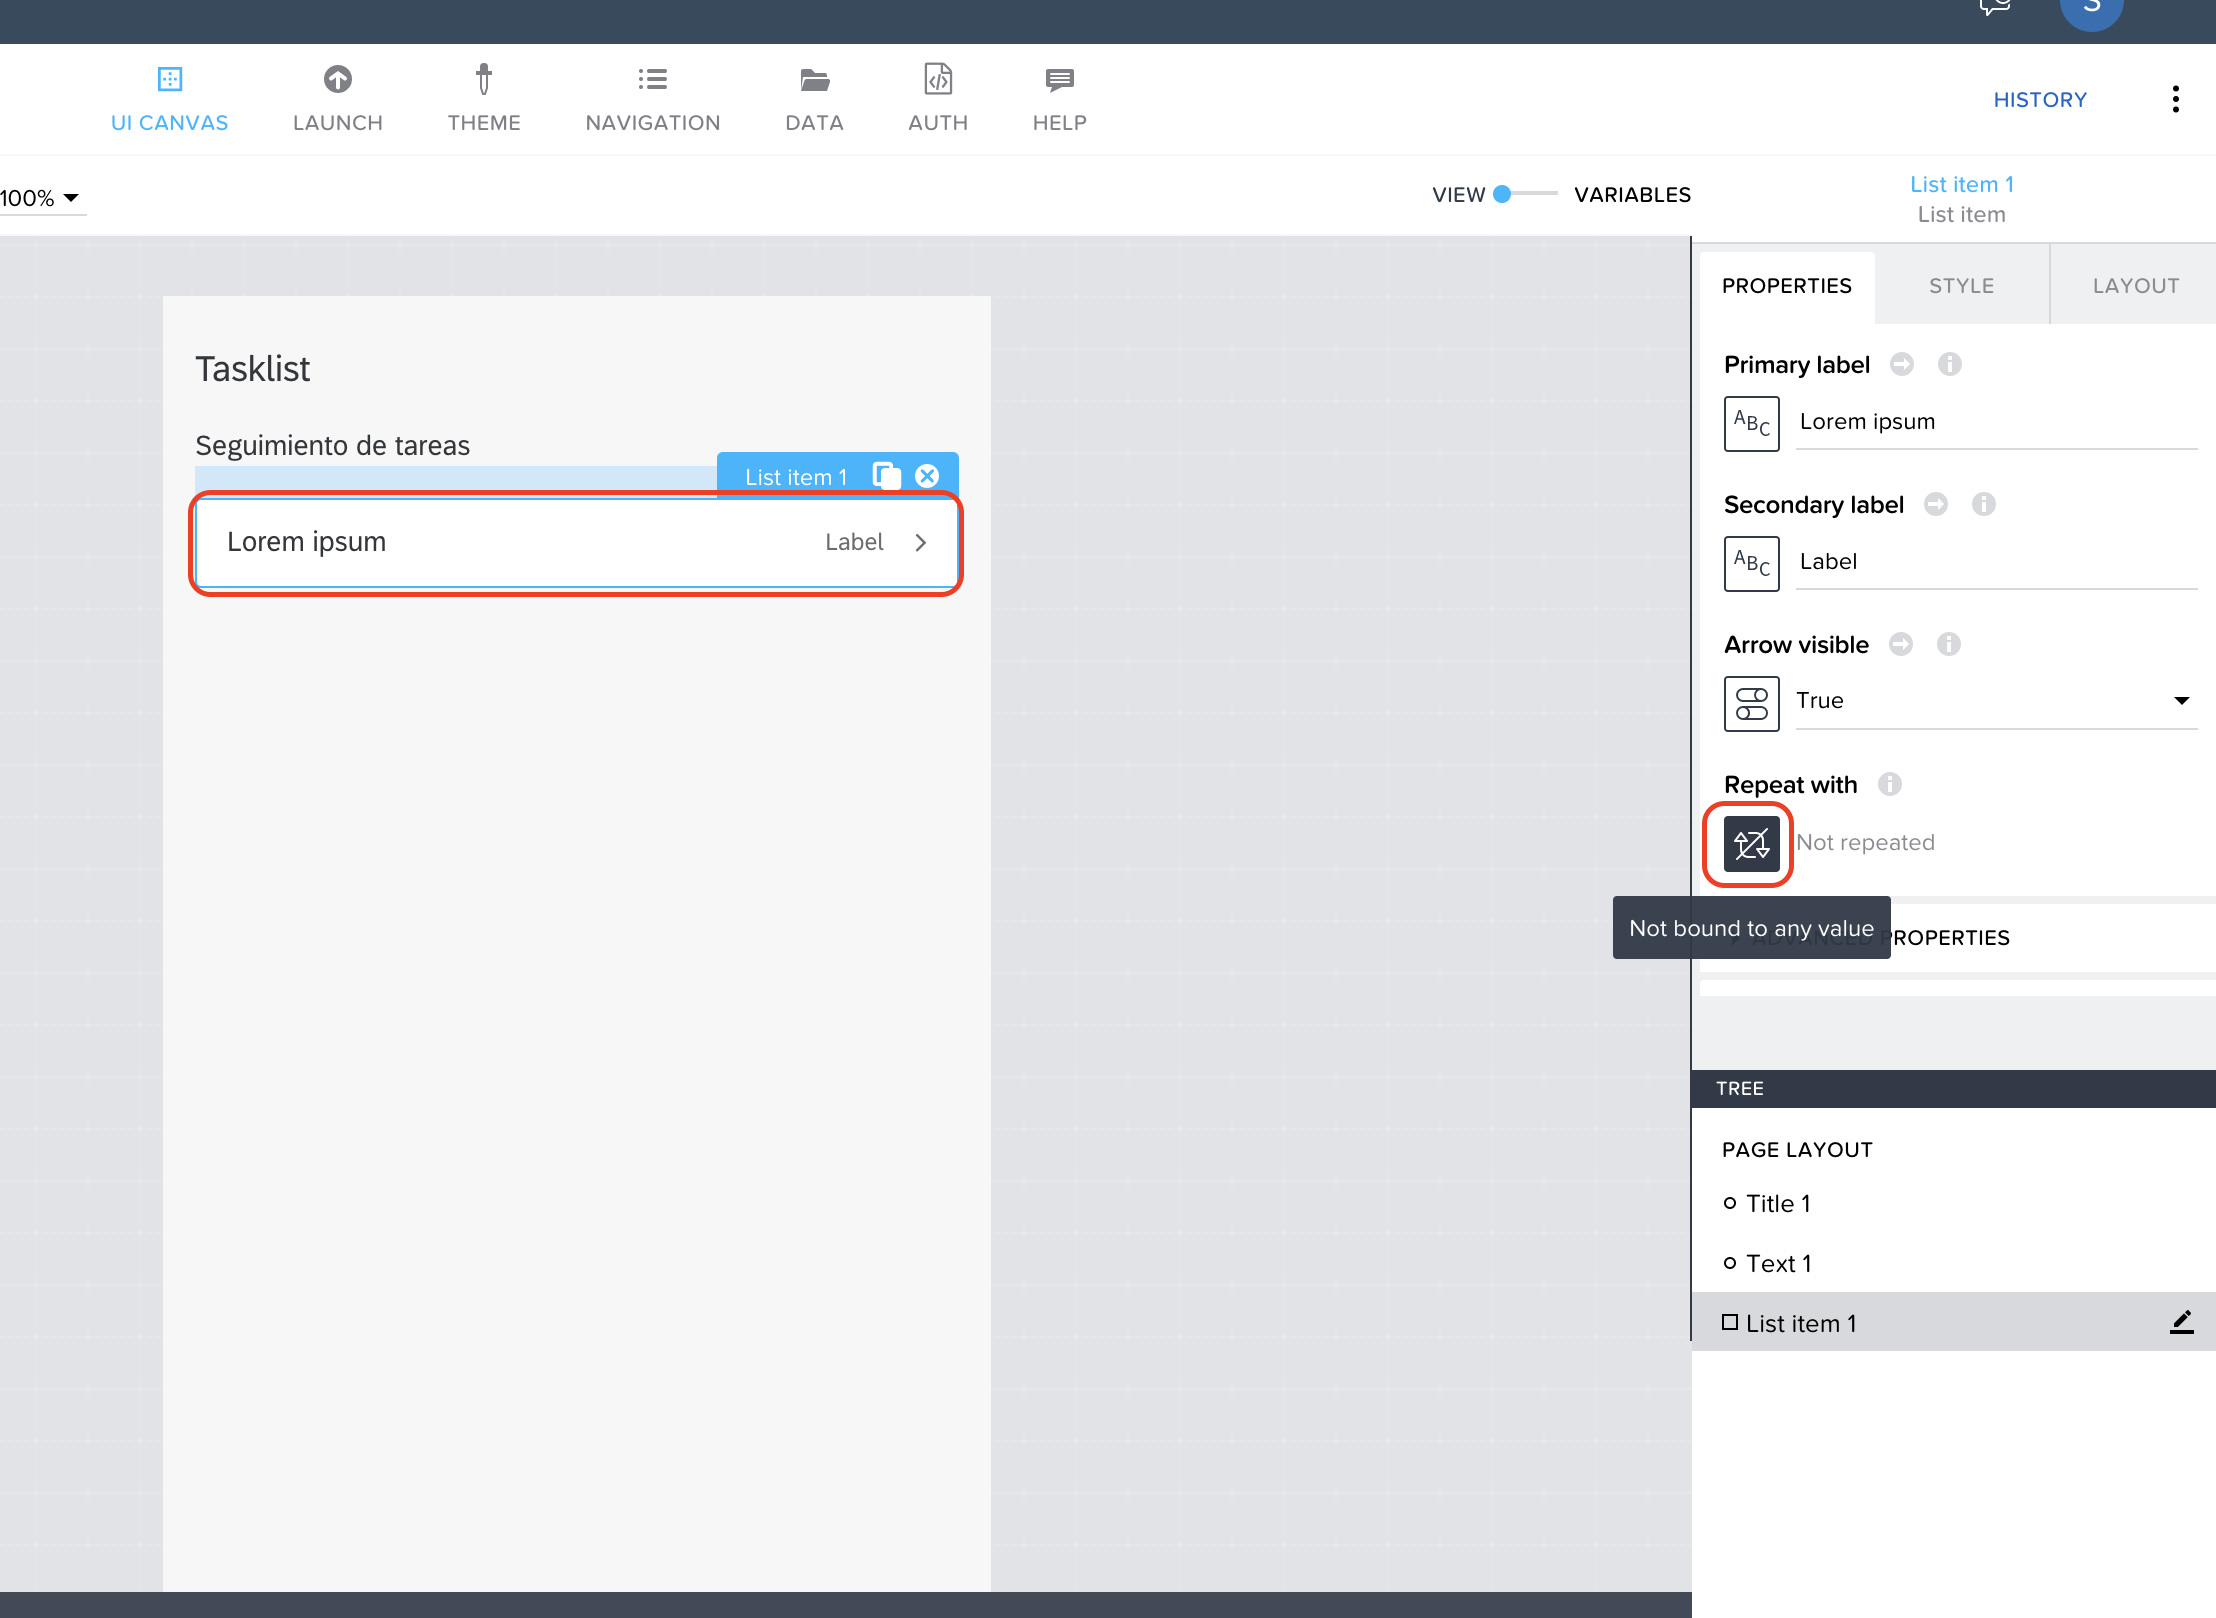 S
UI CANVAS
LAUNCH
THEME
NAVIGATION
DATA
AUTH
HELP
HISTORY
100%
VIEW
VARIABLES
List item 1
List item
PROPERTIES
STYLE
LAYOUT
Tasklist
Seguimiento de tareas
List item 1
Lorem ipsum
Label
Primary label
ABC
Lorem ipsum
Secondary label
ABC
Label
Arrow visible
True
Repeat with
Not repeated
Not bound to any value
ADVANCED PROPERTIES
TREE
PAGE LAYOUT
Title 1
Text 1
List item 1